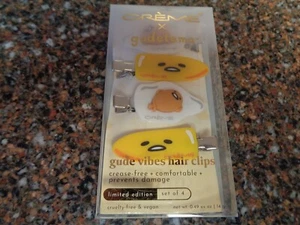 CRÈME
×
gudetama
gude vibes hair clips
crease-free + comfortable +
prevents damage
limited edition
set of 4
cruelty free & vegan